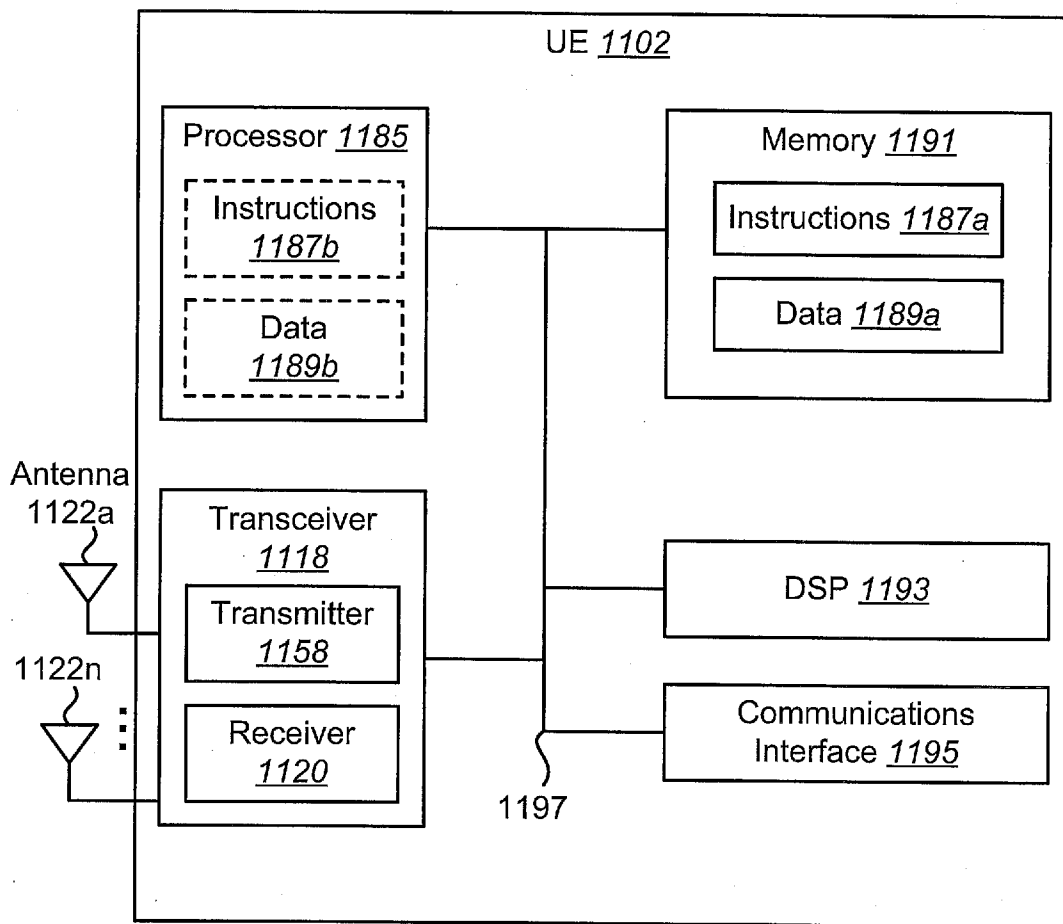 UE 1102
Processor 1185
Instructions
1187b
Data
1189b
Memory 1191
Instructions 1187a
Data 1189a
Antenna
1122a
1122n
Transceiver
1118
Transmitter
1158
Receiver
1120
DSP 1193
Communications
Interface 1195
1197